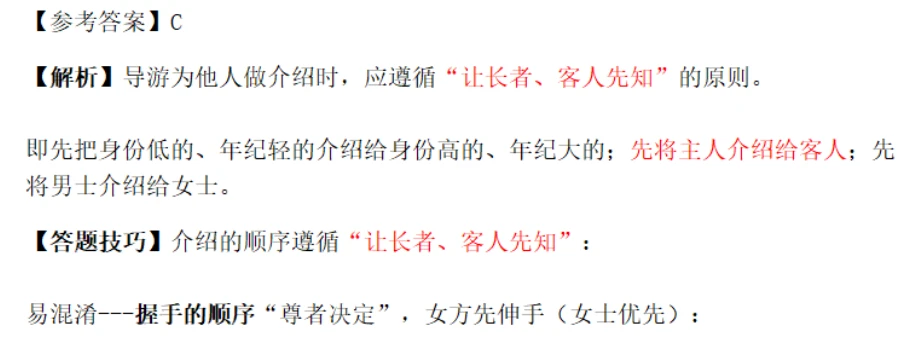 【参考答案】C
【解析】导游为他人做介绍时，应遵循“让长者、客人先知”的原则。
即先把身份低的、年纪轻的介绍给身份高的、年纪大的；先将主人介绍给客人；先
将男士介绍给女士。
【答题技巧】介绍的顺序遵循“让长者、客人先知”：
易混淆---握手的顺序“尊者决定”，女方先伸手（女士优先）：